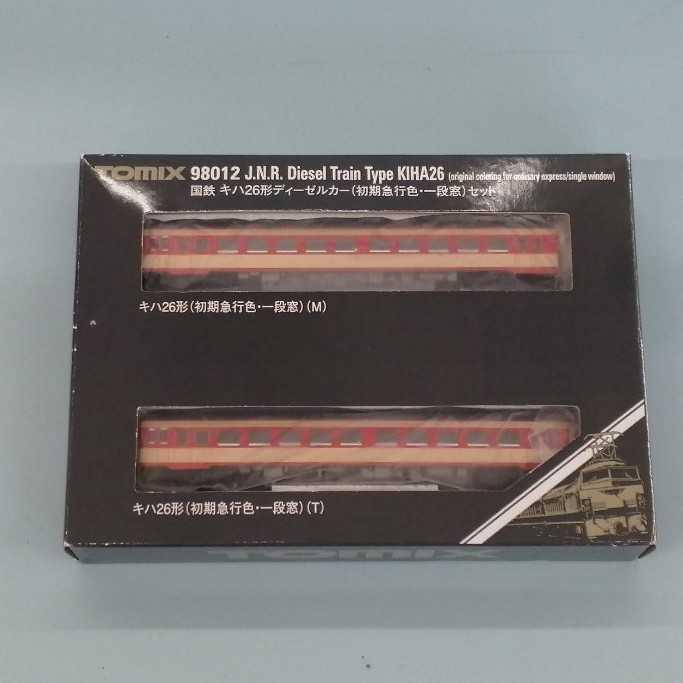 TOMIX 98012 J.N.R. Diesel Train Type KIHA26 (original coloring for ordinary express/single window)
国鉄 キハ26形ディーゼルカー(初期急行色・一段窓)セット
キハ26形(初期急行色・一段窓)(M)
キハ26形(初期急行色・一段窓)(T)
TOMIX